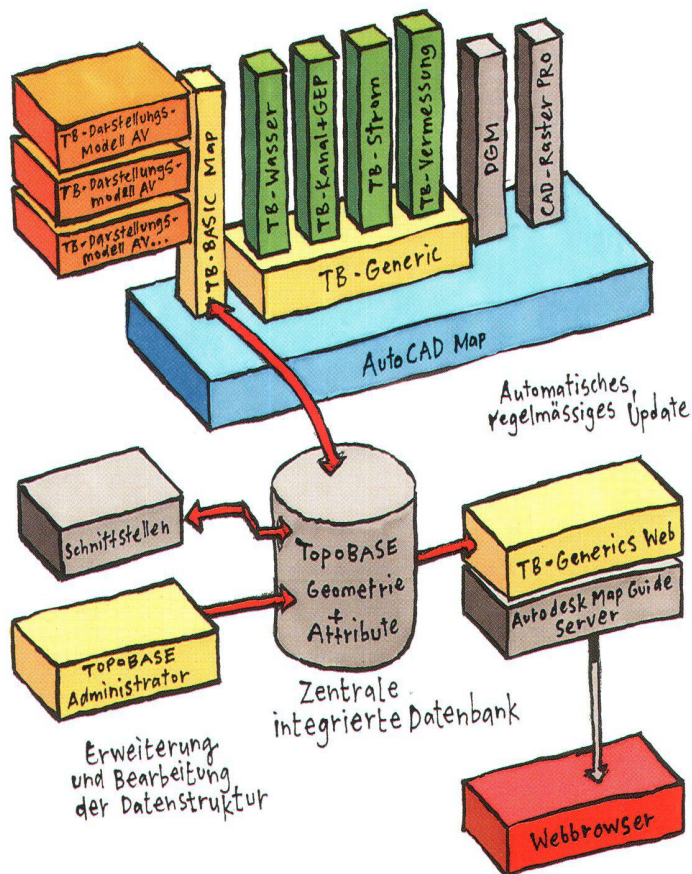 TB-Darstellungs-
Modell AV
TB-Darstellungs-
modell AV
TB-Darstellungs-
modell AV...
TB-BASIC Map
TB-Wasser
TB-Kanal+GEP
TB-Strom
TB-Vermessung
DGM
CAD-Raster PRO
TB-Generic
AutoCAD Map
Automatisches,
regelmässiges Update
Schnittstellen
TOPOBASE
Geometrie
+
Attribute
TB-Generics Web
Autodesk Map Guide
Server
TOPOBASE
Administrator
Zentrale
integrierte Datenbank
Erweiterung
und Bearbeitung
der Datenstruktur
Webbrowser